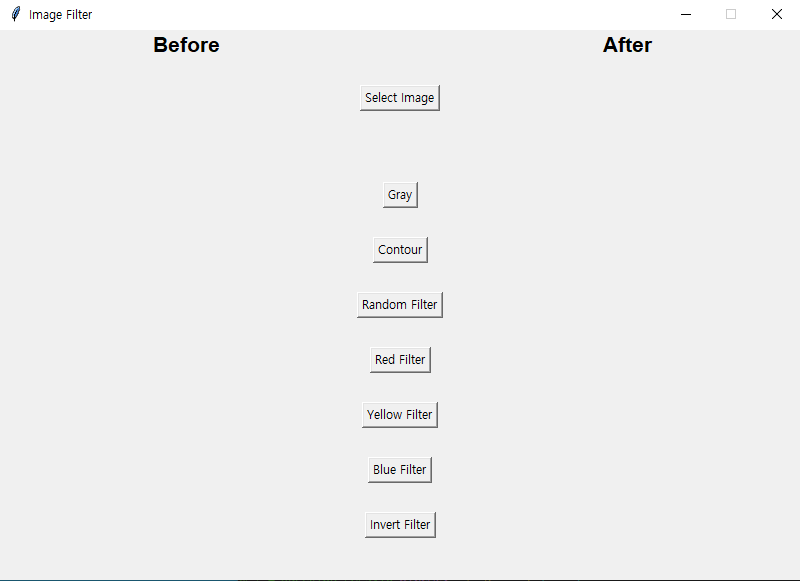 Image Filter
Before After
Select Image
Gray
Contour
Random Filter
Red Filter
Yellow Filter
Blue Filter
Invert Filter